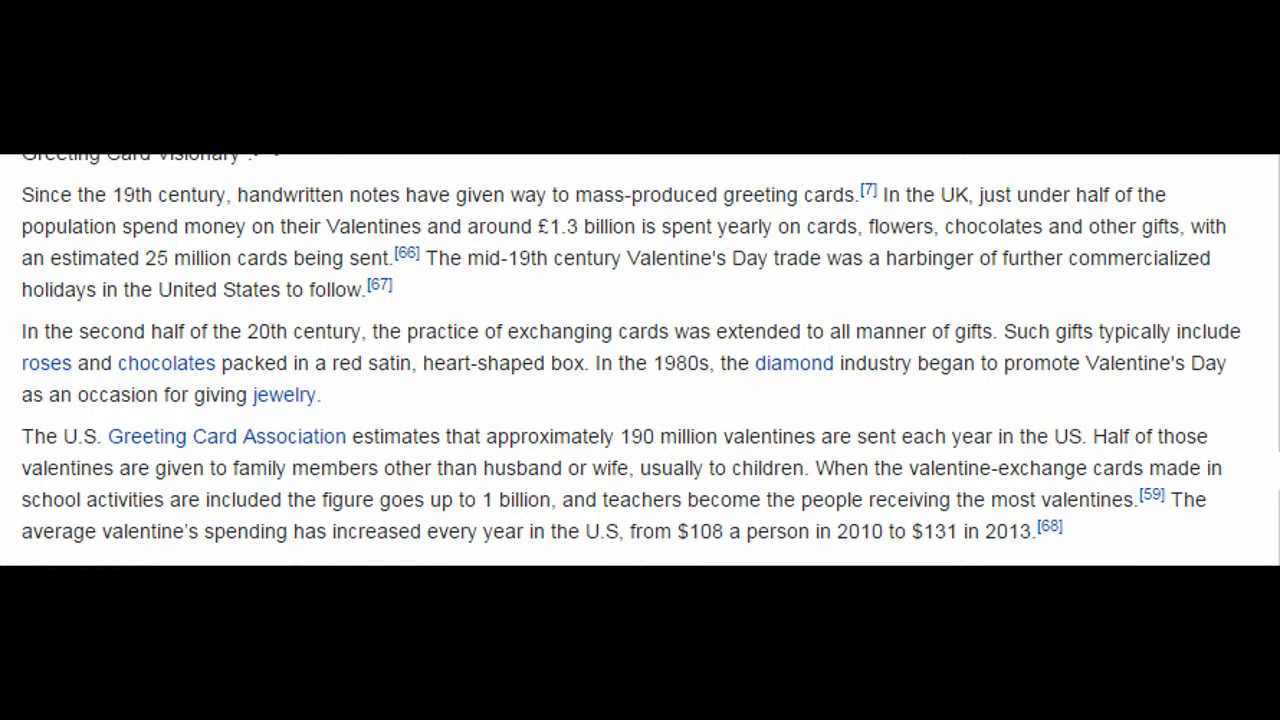 Greeting Card Visionary".
Since the 19th century, handwritten notes have given way to mass-produced greeting cards.[7] In the UK, just under half of the
population spend money on their Valentines and around £1.3 billion is spent yearly on cards, flowers, chocolates and other gifts, with
an estimated 25 million cards being sent.[66] The mid-19th century Valentine's Day trade was a harbinger of further commercialized
holidays in the United States to follow.[67]
In the second half of the 20th century, the practice of exchanging cards was extended to all manner of gifts. Such gifts typically include
roses and chocolates packed in a red satin, heart-shaped box. In the 1980s, the diamond industry began to promote Valentine's Day
as an occasion for giving jewelry.
The U.S. Greeting Card Association estimates that approximately 190 million valentines are sent each year in the US. Half of those
valentines are given to family members other than husband or wife, usually to children. When the valentine-exchange cards made in
school activities are included the figure goes up to 1 billion, and teachers become the people receiving the most valentines.[59] The
average valentine's spending has increased every year in the U.S, from $108 a person in 2010 to $131 in 2013.[68]